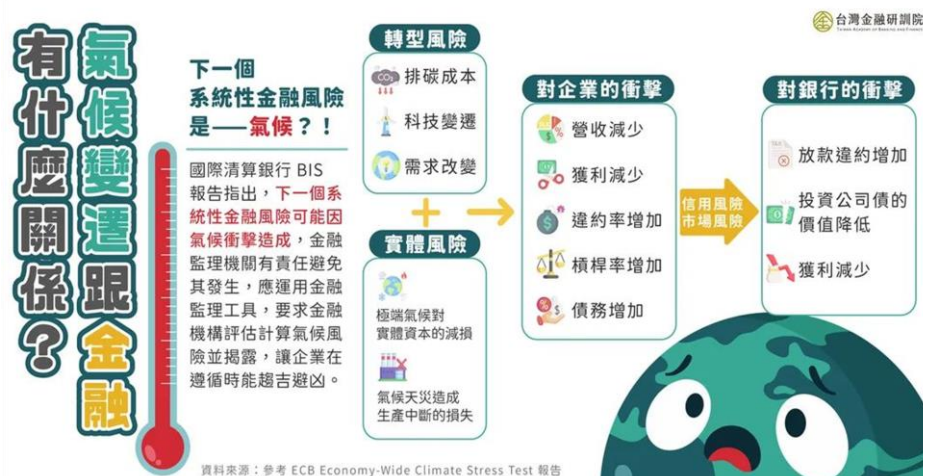 氣候變遷跟金融
有什麼關係？
台灣金融研訓院
TAIWAN ACADEMY OF BANKING AND FINANCE
下一個
系統性金融風險
是——氣候？！
國際清算銀行 BIS
報告指出，下一個系
統性金融風險可能因
氣候衝擊造成，金融
監理機關有責任避免
其發生，應運用金融
監理工具，要求金融
機構評估計算氣候風
險並揭露，讓企業在
遵循時能趨吉避凶。
轉型風險
CO₂
排碳成本
科技變遷
需求改變
實體風險
極端氣候對
實體資本的減損
氣候天災造成
生產中斷的損失
對企業的衝擊
營收減少
獲利減少
違約率增加
槓桿率增加
債務增加
信用風險
市場風險
對銀行的衝擊
放款違約增加
投資公司債的
價值降低
獲利減少
資料來源：參考 ECB Economy-Wide Climate Stress Test 報告